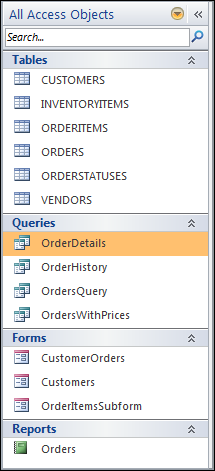 All Access Objects
Search...
Tables
CUSTOMERS
INVENTORYITEMS
ORDERITEMS
ORDERS
ORDERSTATUSES
VENDORS
Queries
OrderDetails
OrderHistory
OrdersQuery
OrdersWithPrices
Forms
CustomerOrders
Customers
OrderItemsSubform
Reports
Orders